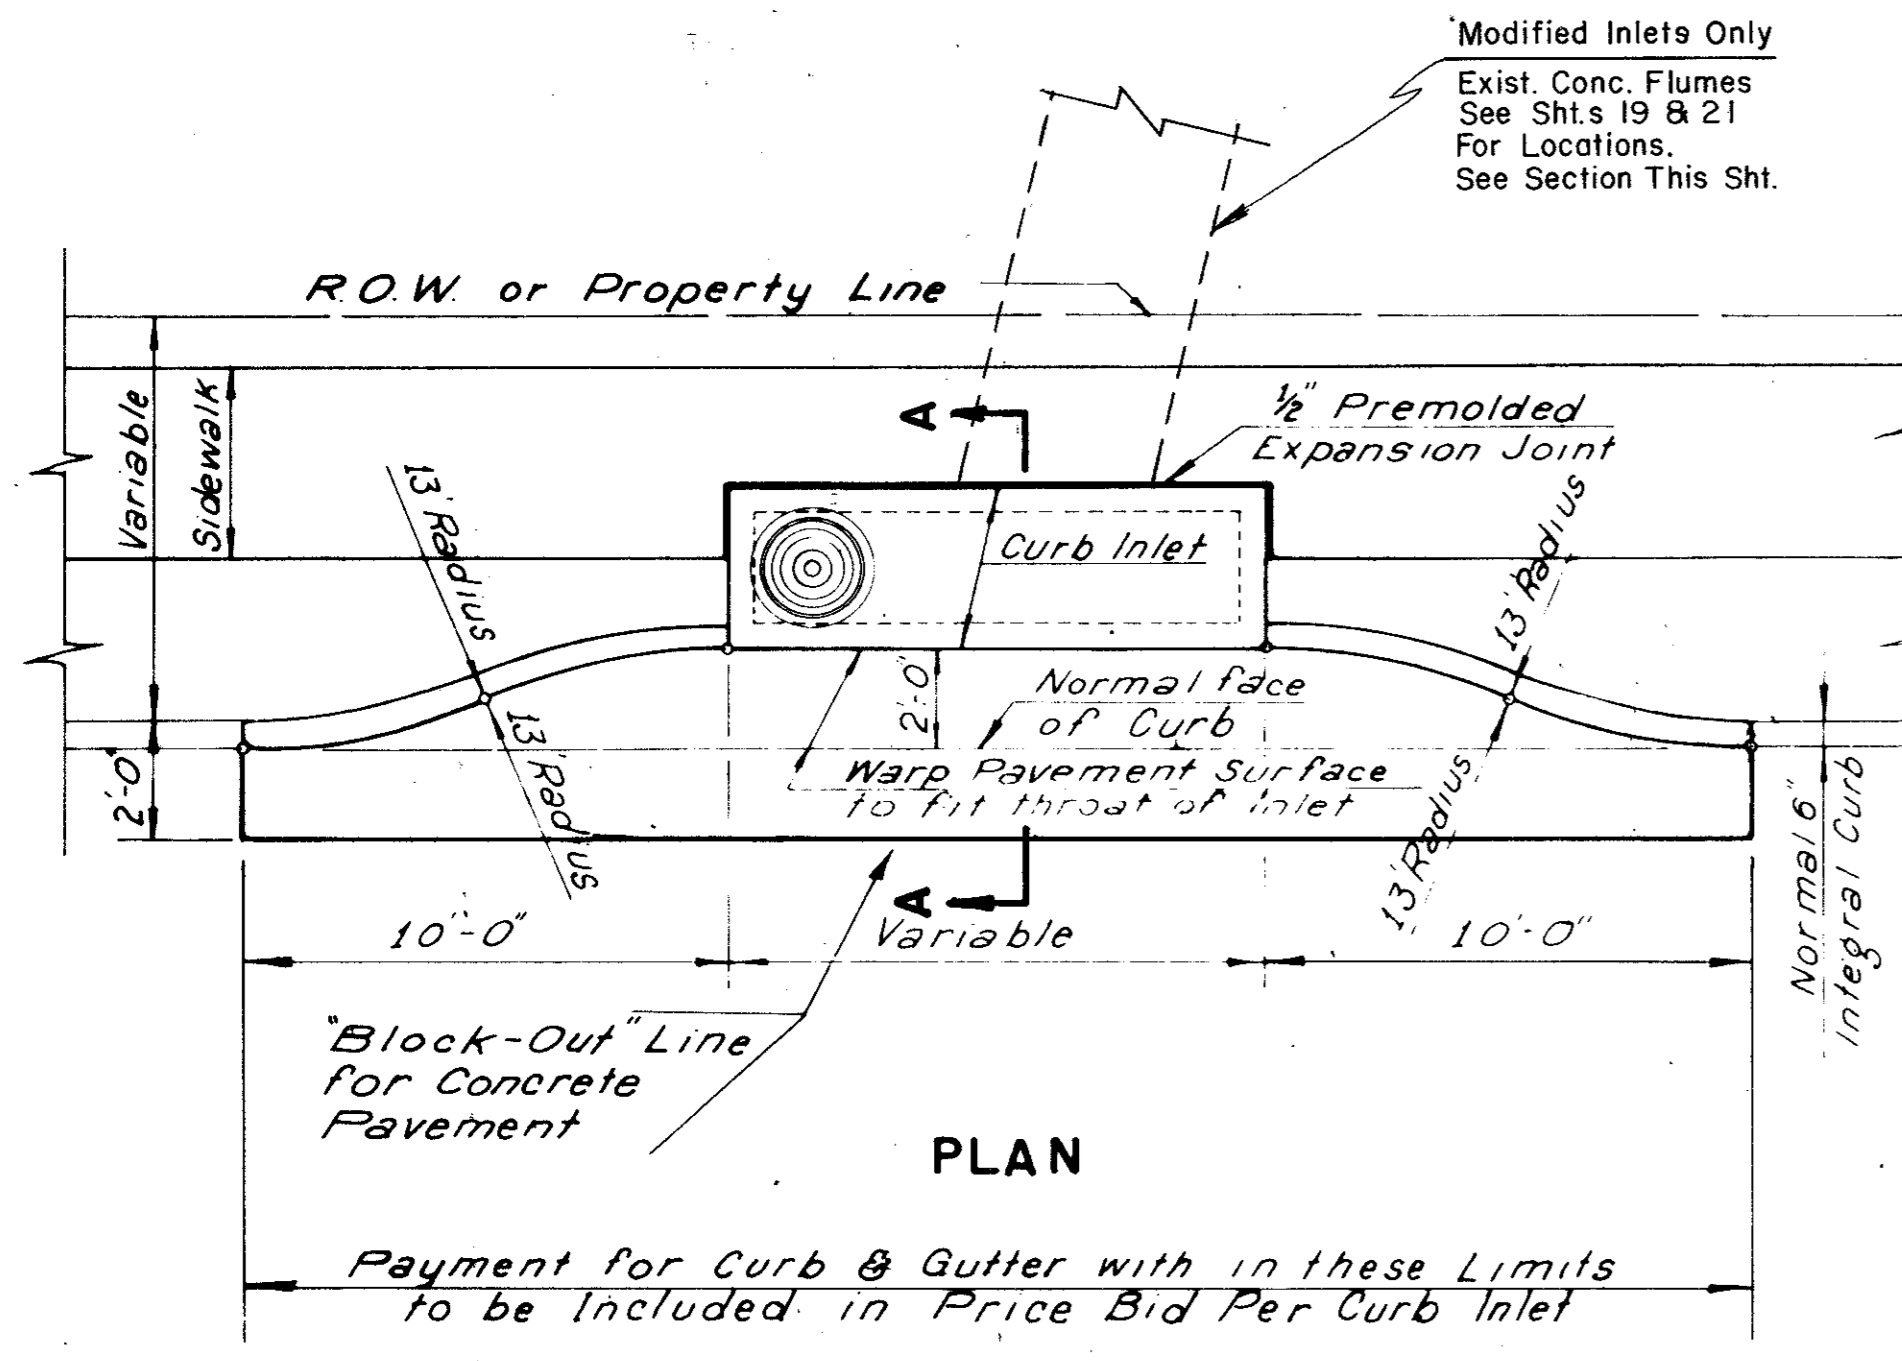 Modified Inlets Only
Exist. Conc. Flumes
See Sht.s 19 & 21
For Locations.
See Section This Sht.
R.O.W. or Property Line
Variable
Sidewalk
A
1/2" Premolded
Expansion Joint
13' Radius
13' Radius
Curb Inlet
2'-0"
Normal face
of Curb
Warp Pavement Surface
to fit throat of inlet
2'-0"
13' Radius
13' Radius
Normal 6"
Integral Curb
A
10'-0"
Variable
10'-0"
"Block-Out" Line
for Concrete
Pavement
PLAN
Payment for Curb & Gutter with in these Limits
to be Included in Price Bid Per Curb Inlet